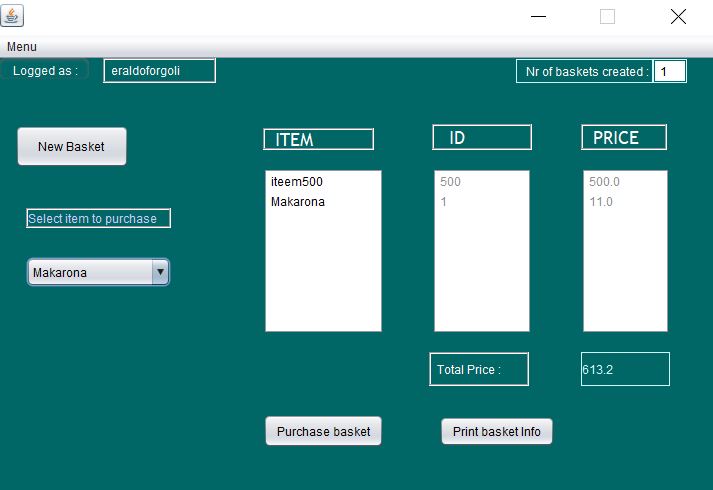 Menu
Logged as : eraldoforgoli Nr of baskets created : 1
New Basket
ITEM ID PRICE
iteem500 500 500.0
Makarona 1 11.0
Select item to purchase
Makarona
Total Price : 613.2
Purchase basket Print basket Info